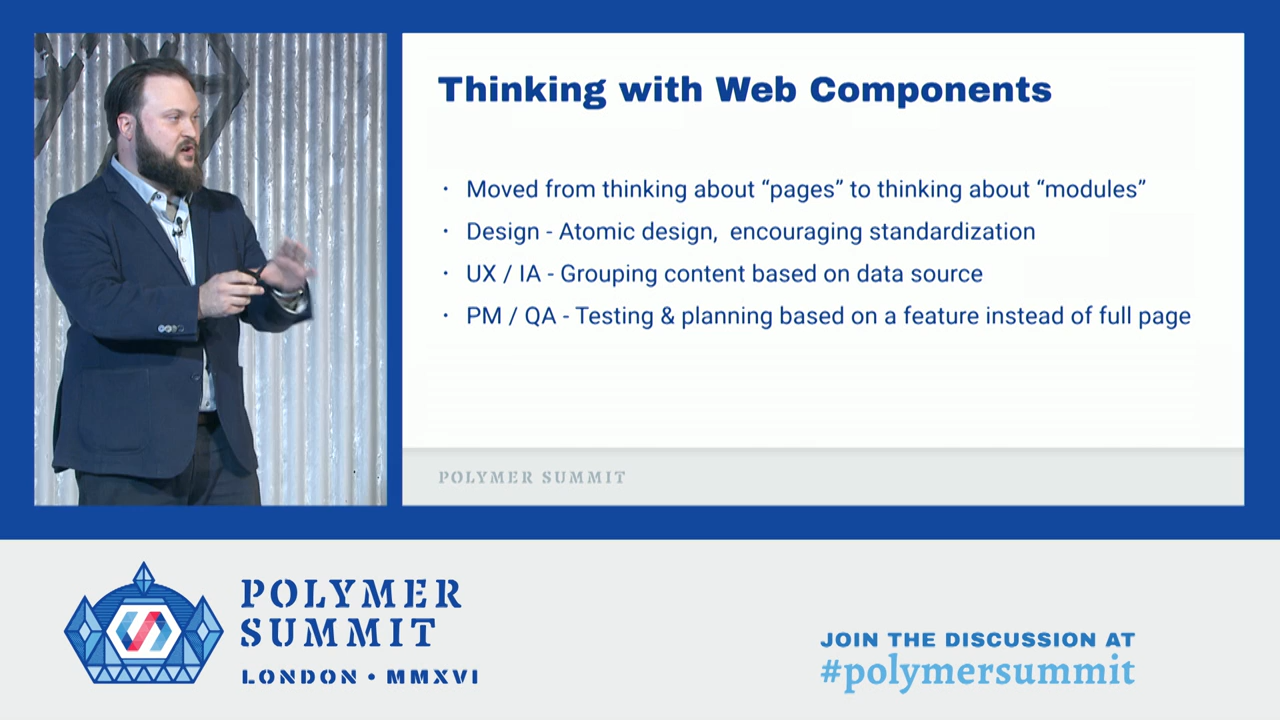 Thinking with Web Components
· Moved from thinking about “pages” to thinking about “modules”
· Design - Atomic design, encouraging standardization
· UX / IA - Grouping content based on data source
· PM / QA - Testing & planning based on a feature instead of full page
POLYMER SUMMIT
POLYMER
SUMMIT
LONDON • MMXVI
JOIN THE DISCUSSION AT
#polymersummit